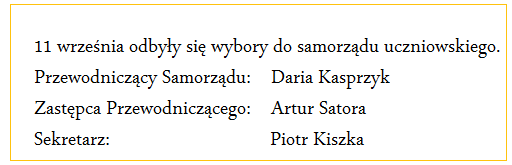 11 września odbyły się wybory do samorządu uczniowskiego.
Przewodniczący Samorządu: Daria Kasprzyk
Zastępca Przewodniczącego: Artur Satora
Sekretarz: Piotr Kiszka